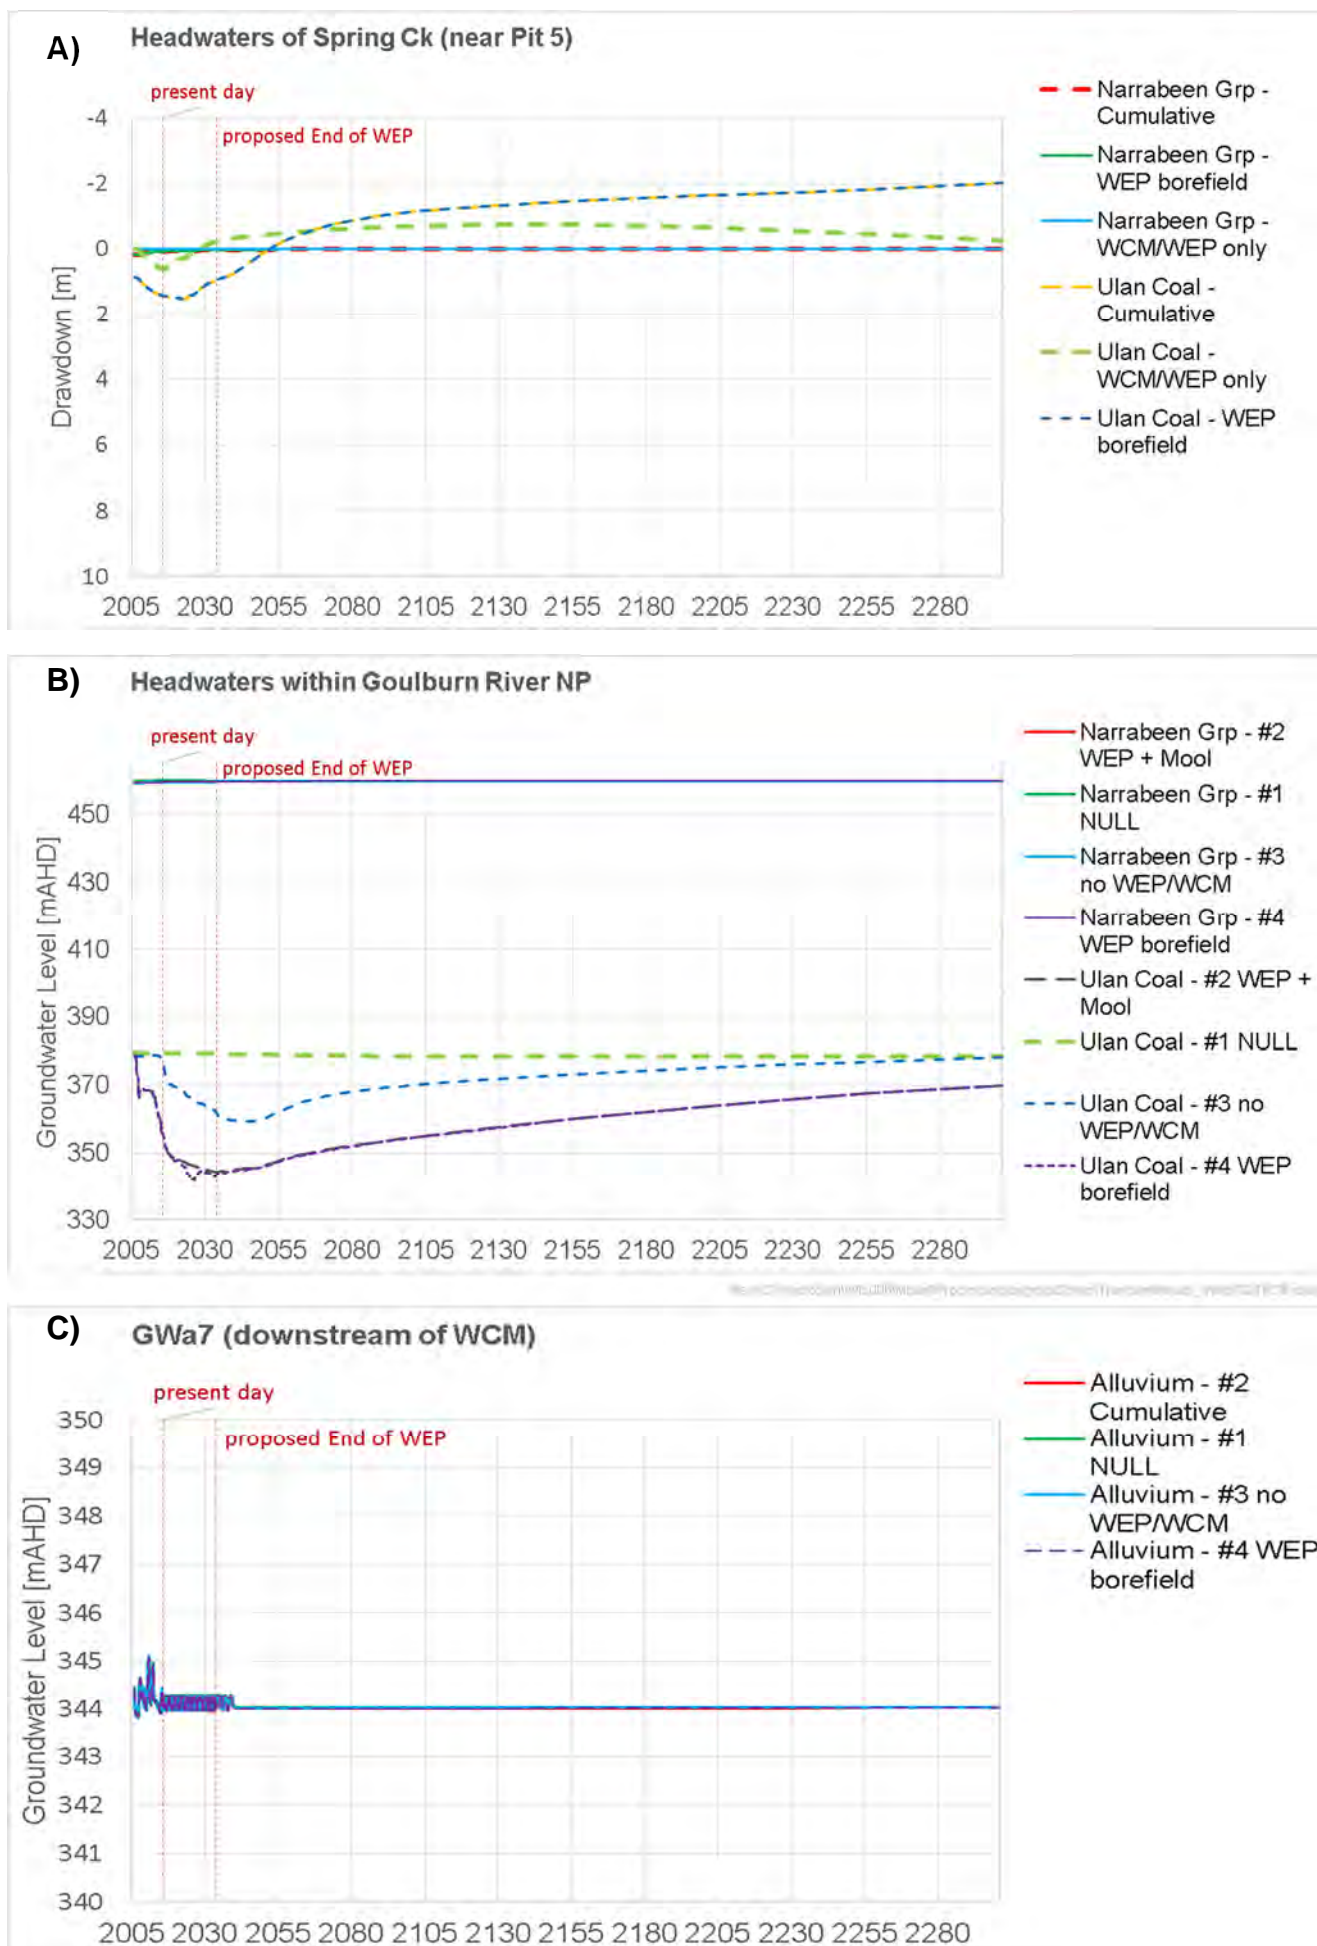 A)
Headwaters of Spring Ck (near Pit 5)
present day
proposed End of WEP
Drawdown [m]
-4
-2
0
2
4
6
8
10
2005 2030 2055 2080 2105 2130 2155 2180 2205 2230 2255 2280
Narrabeen Grp -
Cumulative
Narrabeen Grp -
WEP borefield
Narrabeen Grp -
WCM/WEP only
Ulan Coal -
Cumulative
Ulan Coal -
WCM/WEP only
Ulan Coal - WEP
borefield
B)
Headwaters within Goulburn River NP
present day
proposed End of WEP
Groundwater Level [mAHD]
450
430
410
390
370
350
330
2005 2030 2055 2080 2105 2130 2155 2180 2205 2230 2255 2280
Narrabeen Grp - #2
WEP + Mool
Narrabeen Grp - #1
NULL
Narrabeen Grp - #3
no WEP/WCM
Narrabeen Grp - #4
WEP borefield
Ulan Coal - #2 WEP +
Mool
Ulan Coal - #1 NULL
Ulan Coal - #3 no
WEP/WCM
Ulan Coal - #4 WEP
borefield
C)
GWa7 (downstream of WCM)
present day
proposed End of WEP
Groundwater Level [mAHD]
350
349
348
347
346
345
344
343
342
341
340
2005 2030 2055 2080 2105 2130 2155 2180 2205 2230 2255 2280
Alluvium - #2
Cumulative
Alluvium - #1
NULL
Alluvium - #3 no
WEP/WCM
Alluvium - #4 WEP
borefield